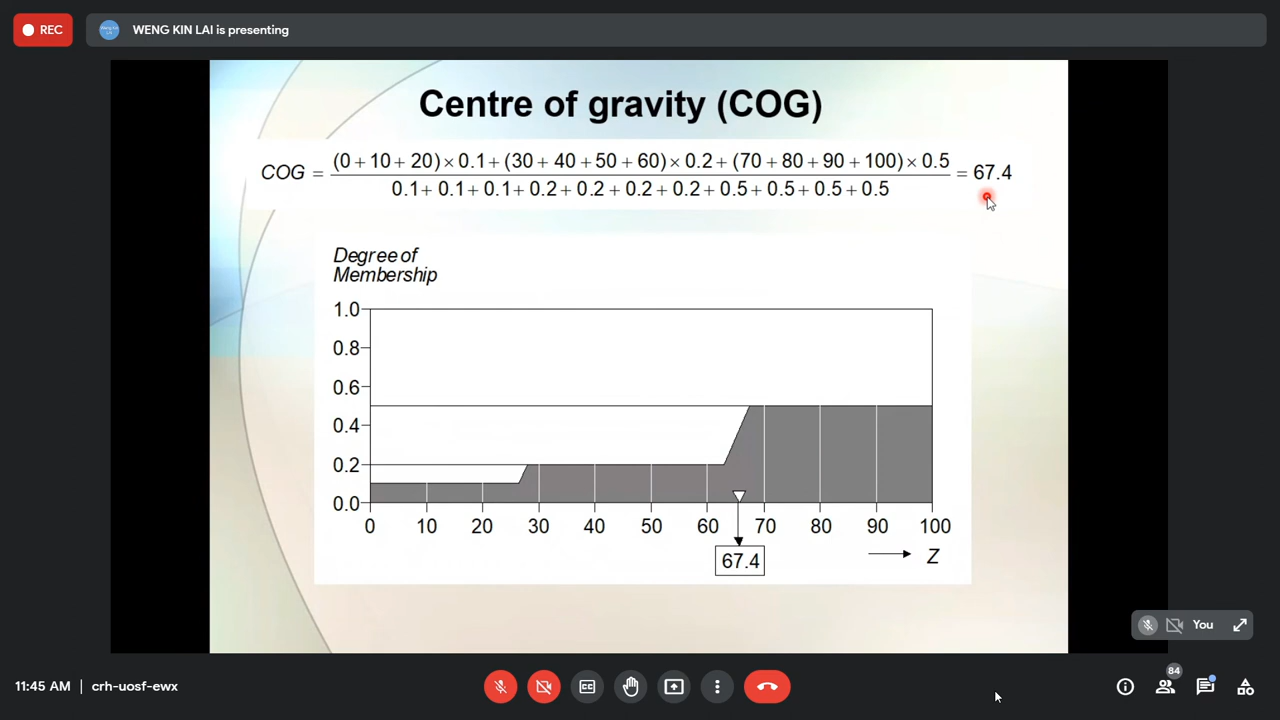 REC
WENG KIN LAI is presenting
Centre of gravity (COG)
COG = (0 + 10 + 20) × 0.1 + (30 + 40 + 50 + 60) × 0.2 + (70 + 80 + 90 + 100) × 0.5 = 67.4
0.1 + 0.1 + 0.1 + 0.2 + 0.2 + 0.2 + 0.2 + 0.5 + 0.5 + 0.5 + 0.5
Degree of
Membership
1.0
0.8
0.6
0.4
0.2
0.0
0 10 20 30 40 50 60 70 80 90 100
67.4
Z
You
11:45 AM | crh-uosf-ewx
84